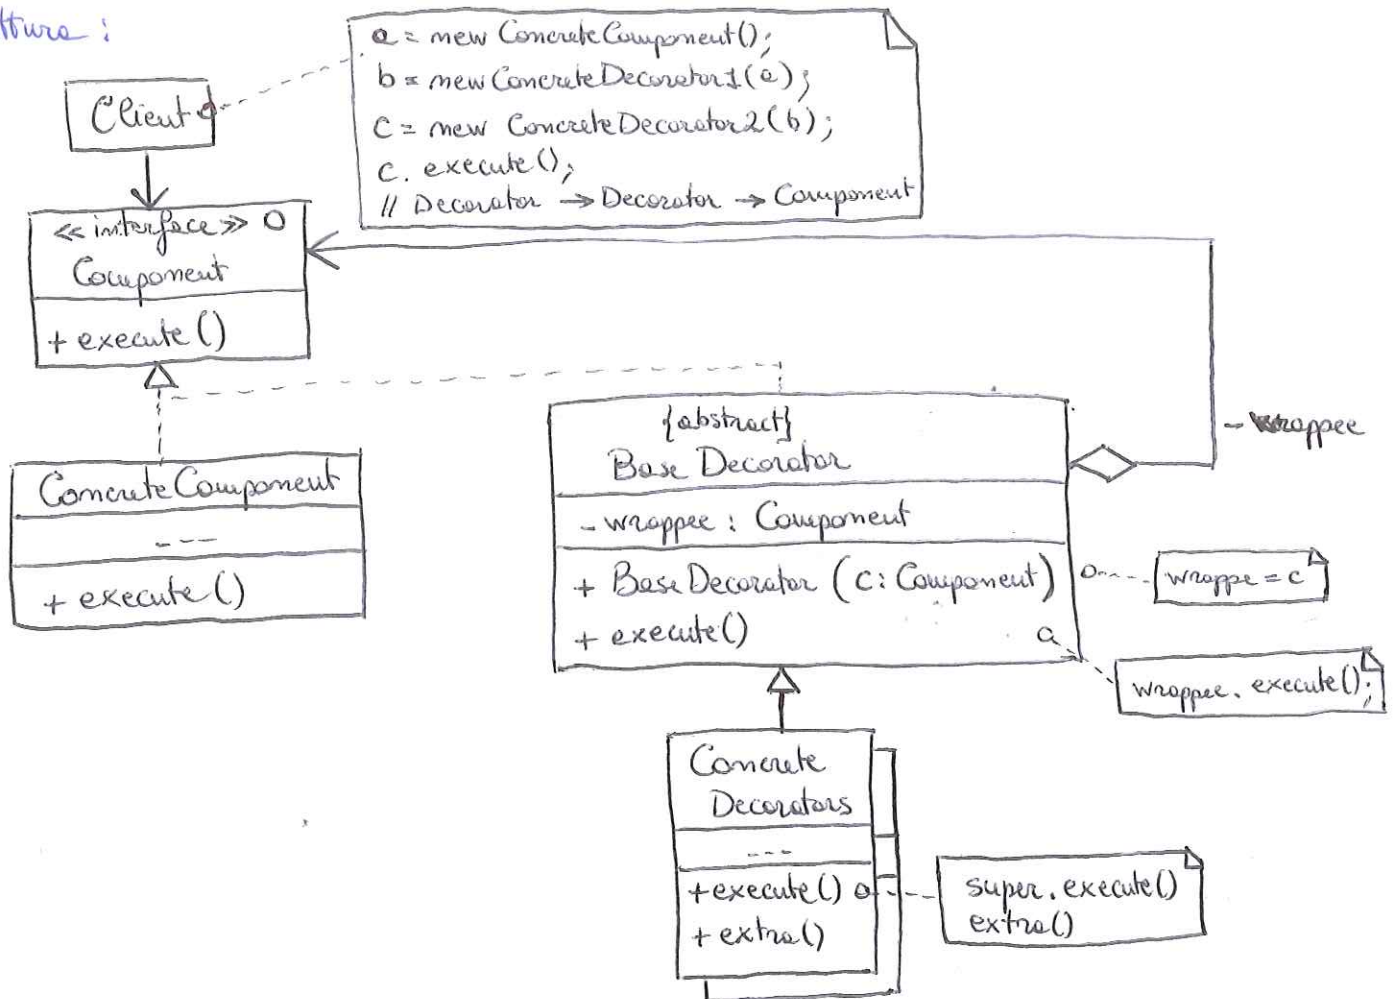 ttura:
a = new ConcreteComponent();
b = new ConcreteDecorator1(a);
c = new ConcreteDecorator2(b);
c. execute();
// Decorator → Decorator → Component
Client
<< interface >> O
Component
+ execute()
ConcreteComponent
---
+ execute()
{abstract}
Base Decorator
- wrappee : Component
+ BaseDecorator (c: Component)
+ execute()
- wrappee
wrappe = c
wrappee. execute();
Concrete
Decorators
---
+execute()
+ extra()
super. execute()
extra()